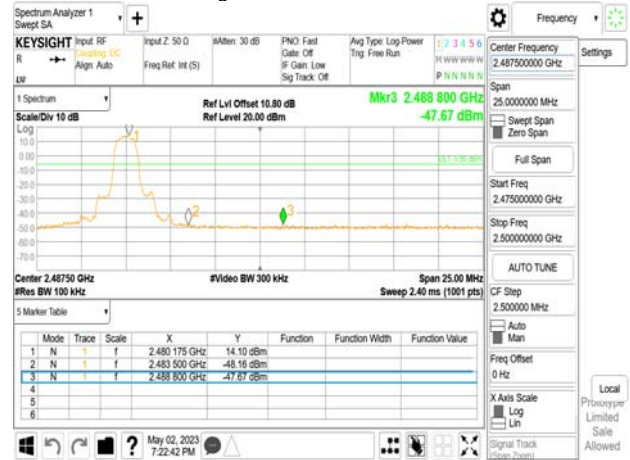 Spectrum Analyzer 1
Swept SA
Frequency
KEYSIGHT
R
LU
Input: RF
Coupling: DC
Align: Auto
Input Z: 50 Ω
Freq Ref: Int (S)
#Atten: 30 dB
PNO: Fast
Gate: Off
IF Gain: Low
Sig Track: Off
Avg Type: Log-Power
Trig: Free Run
1 2 3 4 5 6
M W W W W W
P N N N N N
1 Spectrum
Scale/Div 10 dB
Ref Lvl Offset 10.80 dB
Ref Level 20.00 dBm
Mkr3 2.488 800 GHz
-47.67 dBm
Log
10.0
0.00
-10.0
-20.0
-30.0
-40.0
-50.0
-60.0
-70.0
1
2
3
Center 2.48750 GHz
#Res BW 100 kHz
#Video BW 300 kHz
Span 25.00 MHz
Sweep 2.40 ms (1001 pts)
5 Marker Table
Mode Trace Scale X Y Function Function Width Function Value
1 N 1 f 2.480 175 GHz 14.10 dBm
2 N 1 f 2.483 500 GHz -48.16 dBm
3 N 1 f 2.488 800 GHz -47.67 dBm
4
5
6
May 02, 2023
7:22:42 PM
Center Frequency
2.487500000 GHz
Settings
Span
25.0000000 MHz
Swept Span
Zero Span
Full Span
Start Freq
2.475000000 GHz
Stop Freq
2.500000000 GHz
AUTO TUNE
CF Step
2.500000 MHz
Auto
Man
Freq Offset
0 Hz
X Axis Scale
Log
Lin
Signal Track
(Span Zoom)
Local
Prototype
Limited
Sale
Allowed